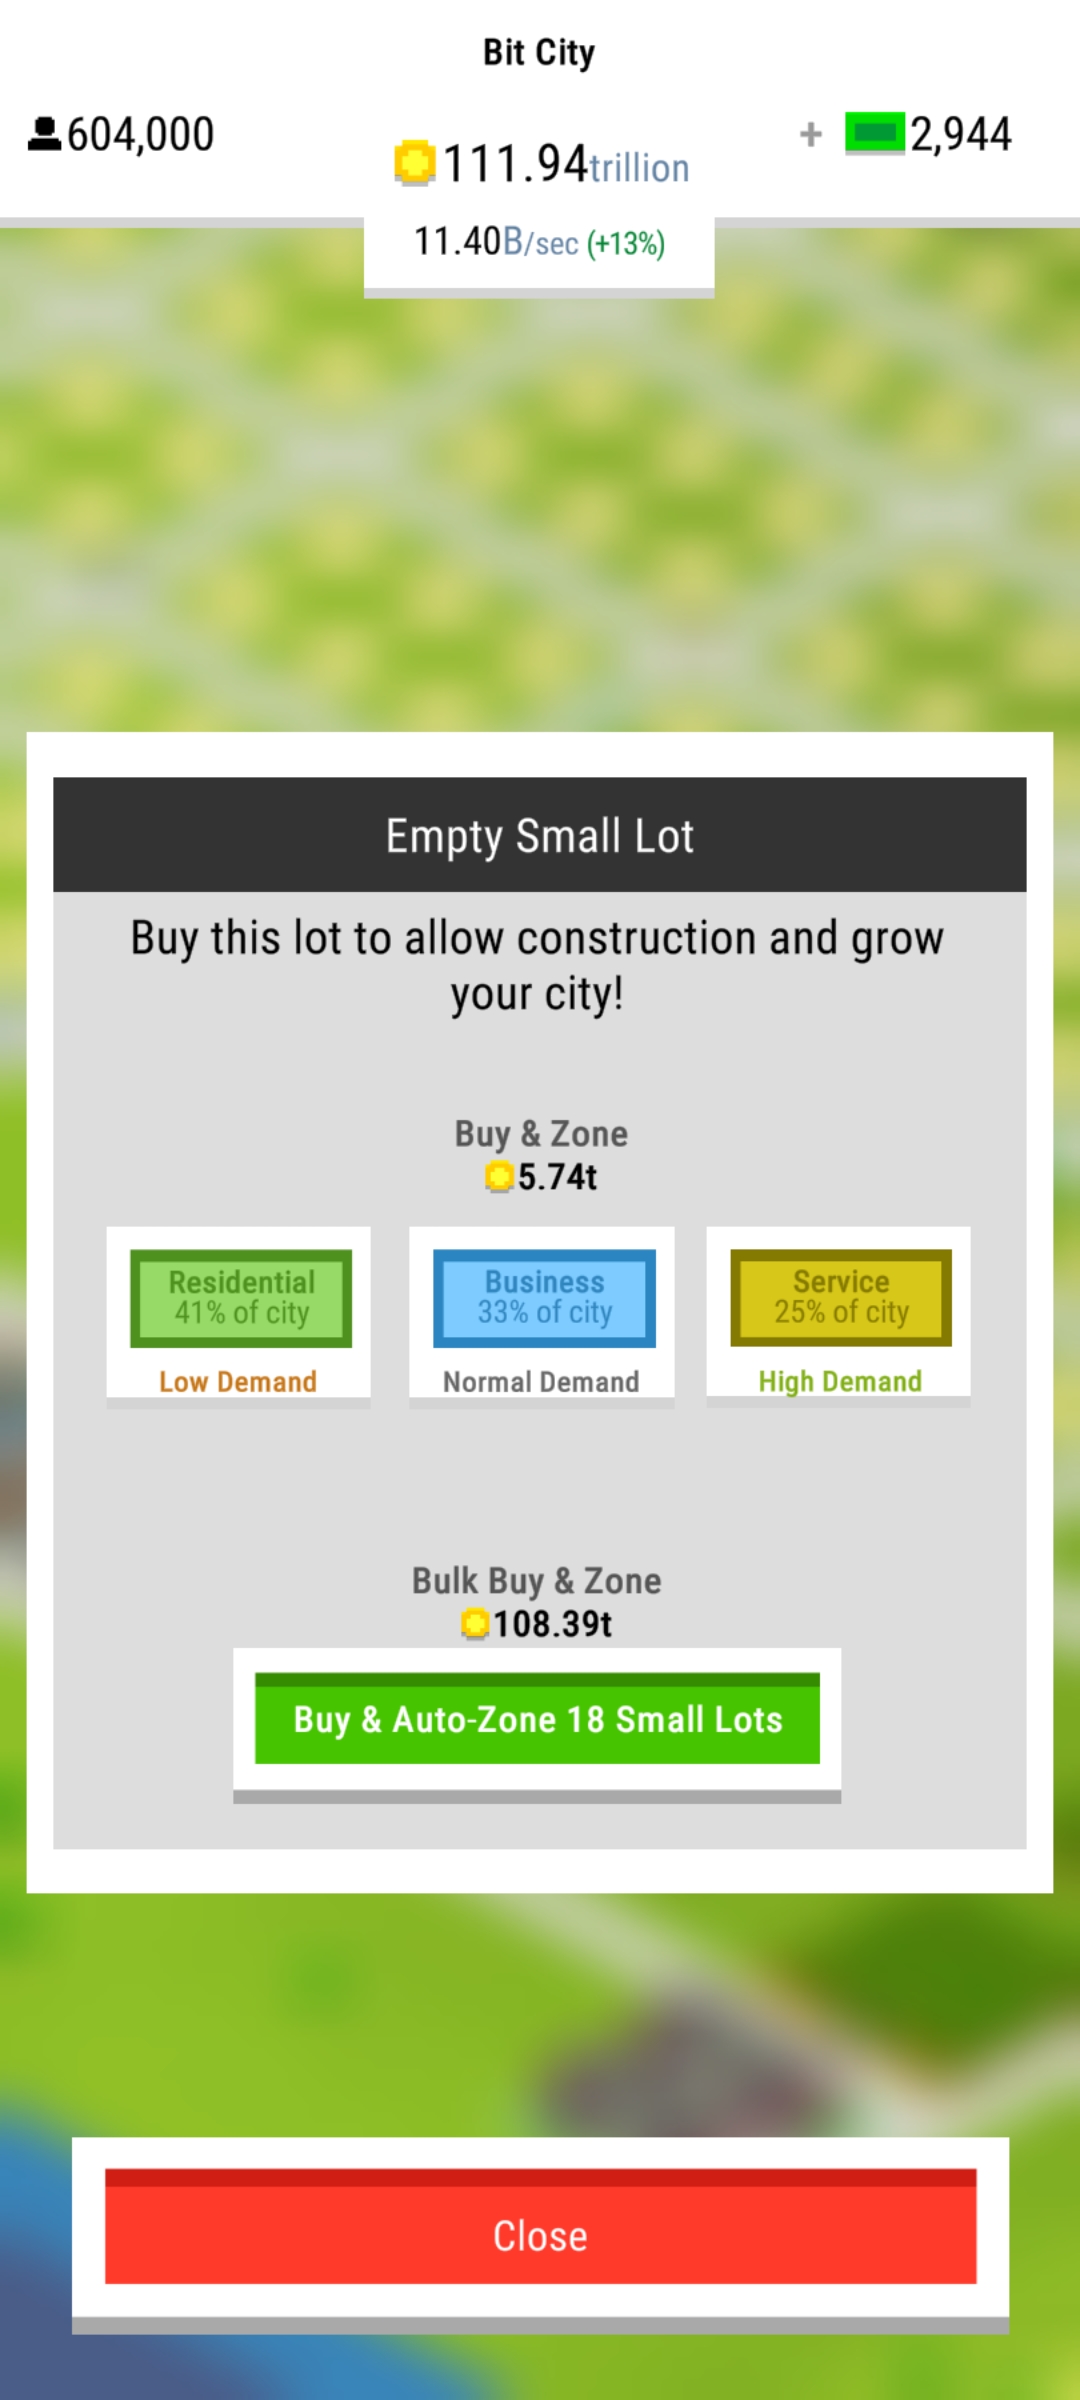 Bit City
604,000
111.94trillion
+ 2,944
11.40B/sec (+13%)
Empty Small Lot
Buy this lot to allow construction and grow
your city!
Buy & Zone
5.74t
Residential
41% of city
Low Demand
Business
33% of city
Normal Demand
Service
25% of city
High Demand
Bulk Buy & Zone
108.39t
Buy & Auto-Zone 18 Small Lots
Close